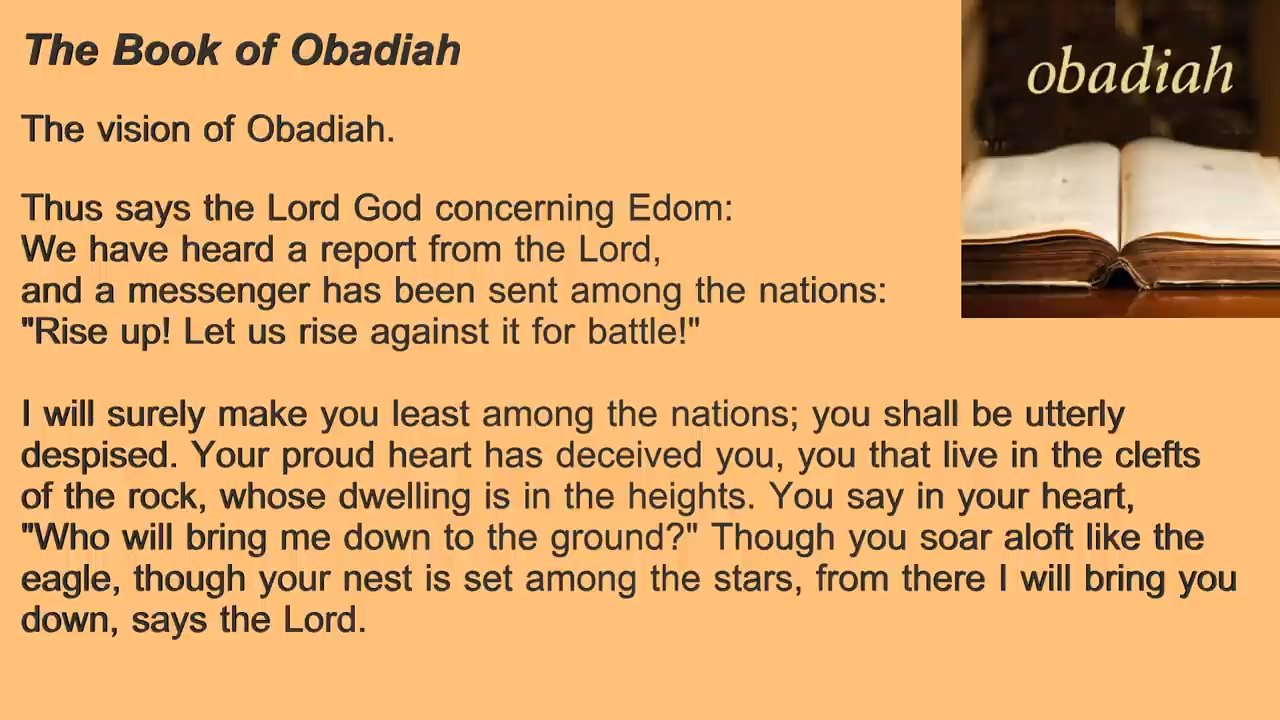 The Book of Obadiah
obadiah
The vision of Obadiah.
Thus says the Lord God concerning Edom:
We have heard a report from the Lord,
and a messenger has been sent among the nations:
"Rise up! Let us rise against it for battle!"
I will surely make you least among the nations; you shall be utterly
despised. Your proud heart has deceived you, you that live in the clefts
of the rock, whose dwelling is in the heights. You say in your heart,
"Who will bring me down to the ground?" Though you soar aloft like the
eagle, though your nest is set among the stars, from there I will bring you
down, says the Lord.